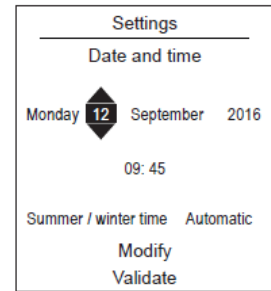 Settings
Date and time
Monday 12 September 2016
09: 45
Summer / winter time Automatic
Modify
Validate